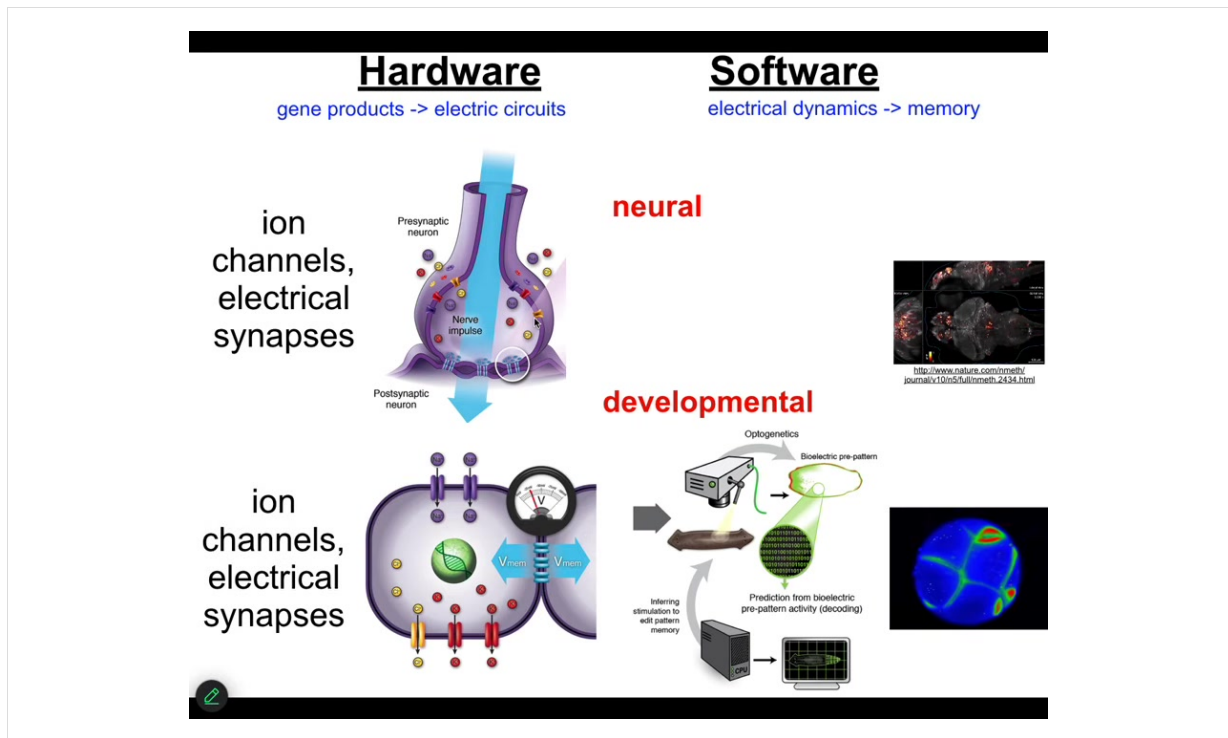 Hardware
gene products -> electric circuits
Software
electrical dynamics -> memory
ion
channels,
electrical
synapses
Presynaptic
neuron
Nerve
impulse
Postsynaptic
neuron
neural
http://www.nature.com/nmeth/
journal/v10/n5/full/nmeth.2434.html
developmental
ion
channels,
electrical
synapses
V
Vmem
Vmem
Optogenetics
Bioelectric pre-pattern
Prediction from bioelectric
pre-pattern activity (decoding)
Inferring
stimulation to
edit pattern
memory
CPU